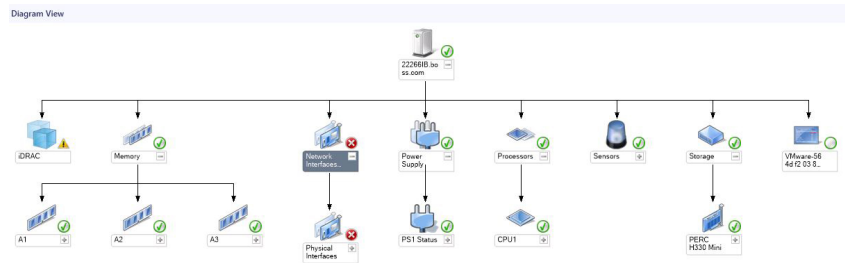 Diagram View
22266IB.bo
ss.com
iDRAC
Memory
Network
Interfaces...
Power
Supply
Processors
Sensors
Storage
VMware-56
4d f2 03 8...
A1
A2
A3
Physical
Interfaces
PS1 Status
CPU1
PERC
H330 Mini